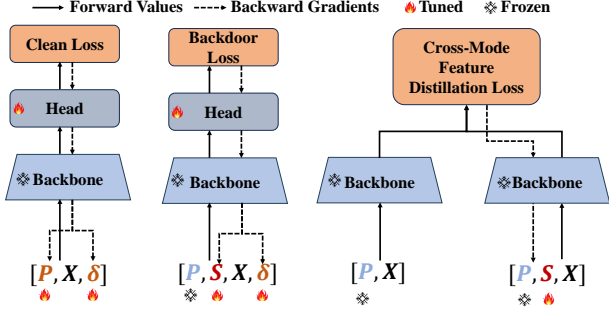 Forward Values Backward Gradients Tuned Frozen
Clean Loss
Head
Backbone
[P, X, δ]
Backdoor
Loss
Head
Backbone
[P, S, X, δ]
Cross-Mode
Feature
Distillation Loss
Backbone
Backbone
[P, X]
[P, S, X]